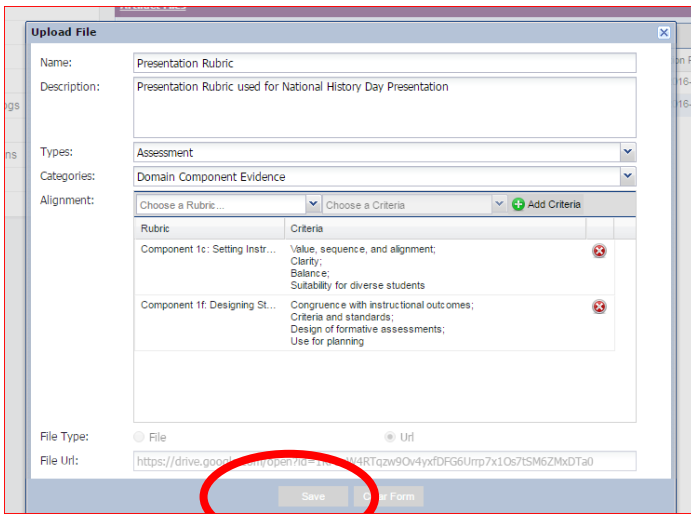 Artifact Files
Upload File
Name: Presentation Rubric
Description: Presentation Rubric used for National History Day Presentation
Types: Assessment
Categories: Domain Component Evidence
Alignment: Choose a Rubric... Choose a Criteria Add Criteria
Rubric Criteria
Component 1c: Setting Instr... Value, sequence, and alignment;
Clarity;
Balance;
Suitability for diverse students
Component 1f: Designing St... Congruence with instructional outcomes;
Criteria and standards;
Design of formative assessments;
Use for planning
File Type: File Url
File Url:
Save Form